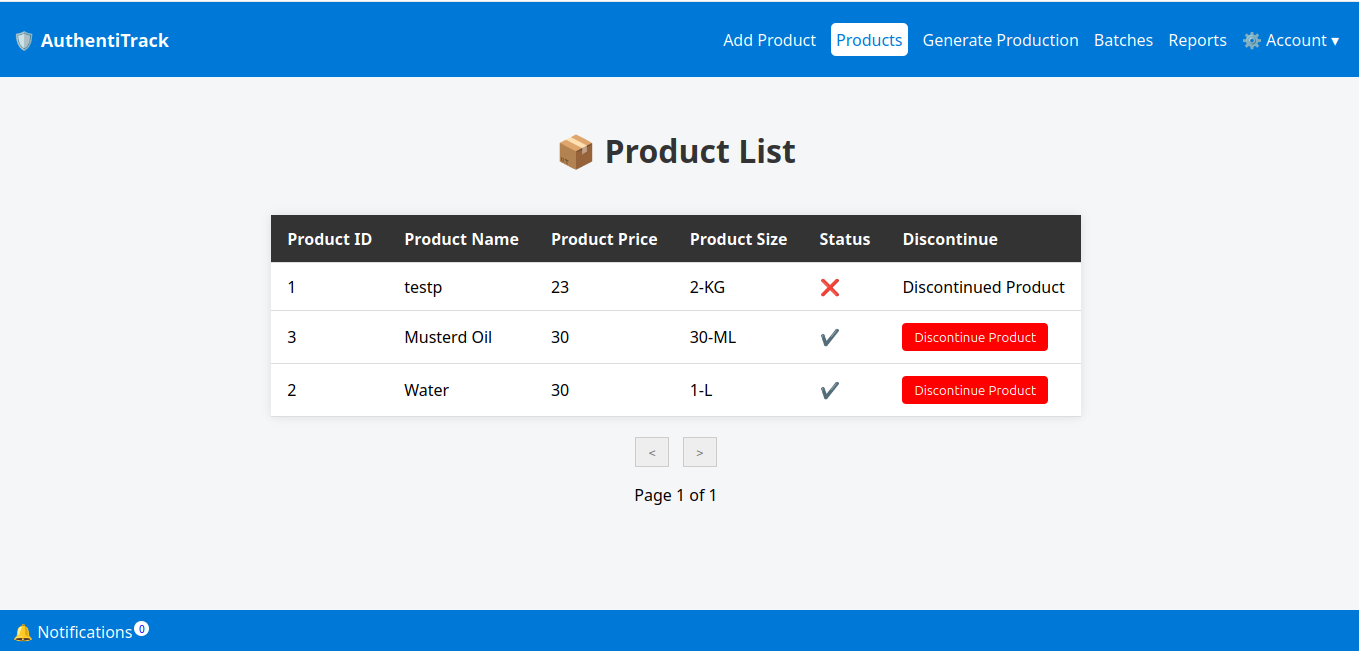 AuthentiTrack Add Product Products Generate Production Batches Reports Account ▾
Product List
Product ID Product Name Product Price Product Size Status Discontinue
1 testp 23 2-KG ❌ Discontinued Product
3 Musterd Oil 30 30-ML ✔ Discontinue Product
2 Water 30 1-L ✔ Discontinue Product
< >
Page 1 of 1
Notifications 0